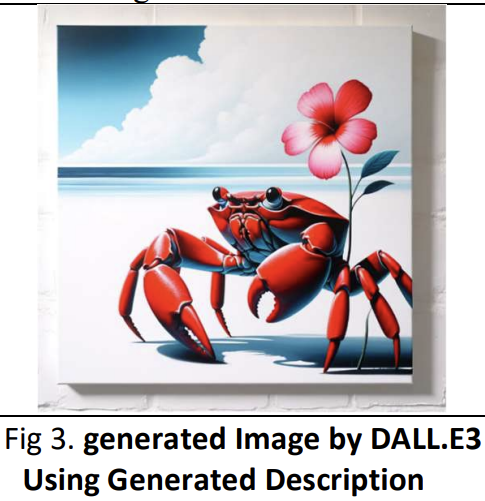 Fig 3. generated Image by DALL.E3
Using Generated Description